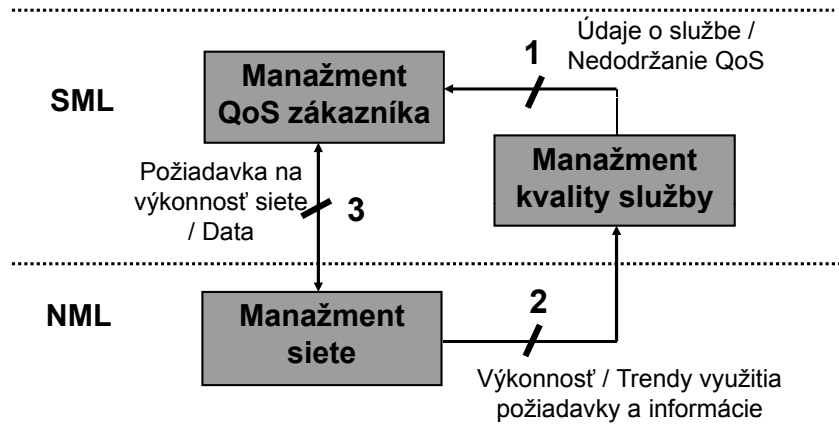 Údaje o službe /
Nedodržanie QoS
1
Manažment
QoS zákazníka
SML
Manažment
kvality služby
Požiadavka na
výkonnosť siete
/ Data
3
NML
Manažment
siete
2
Výkonnosť / Trendy využitia
požiadavky a informácie